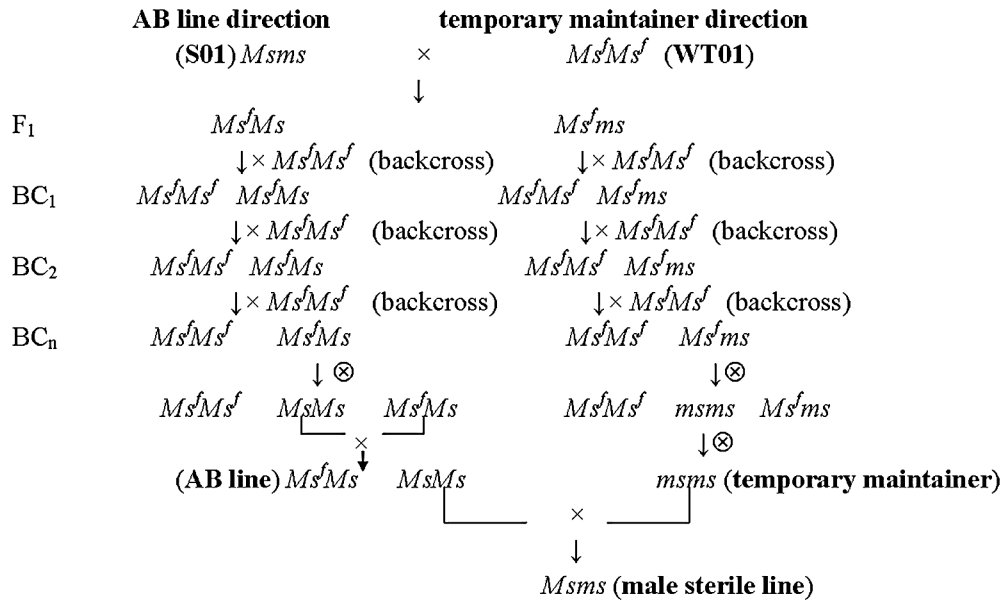 AB line direction temporary maintainer direction
(S01) Msms × MsᶠMsᶠ (WT01)
↓
F₁ MsᶠMs Msᶠms
↓× MsᶠMsᶠ (backcross) ↓× MsᶠMsᶠ (backcross)
BC₁ MsᶠMsᶠ MsᶠMs MsᶠMsᶠ Msᶠms
↓× MsᶠMsᶠ (backcross) ↓× MsᶠMsᶠ (backcross)
BC₂ MsᶠMsᶠ MsᶠMs MsᶠMsᶠ Msᶠms
↓× MsᶠMsᶠ (backcross) ↓× MsᶠMsᶠ (backcross)
BCₙ MsᶠMsᶠ MsᶠMs MsᶠMsᶠ Msᶠms
↓⊗ ↓⊗
MsᶠMsᶠ MsMs MsᶠMs MsᶠMsᶠ msms Msᶠms
× ↓⊗
(AB line) MsᶠMs MsMs msms (temporary maintainer)
×
↓
Msms (male sterile line)